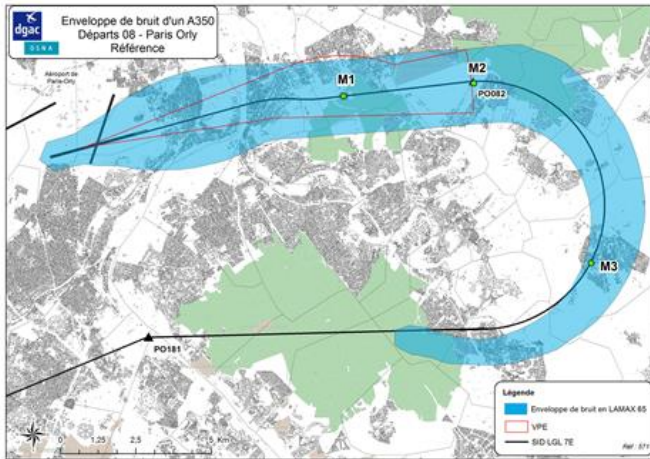 dgac
DSNA
Enveloppe de bruit d'un A350
Départs 08 - Paris Orly
Référence
Aéroport de
Paris-Orly
M1
M2
PO082
M3
PO181
0 1,25 2,5 5 Km
Légende
Enveloppe de bruit en LAMAX 65
VPE
SID LGL 7E
Réf : 571